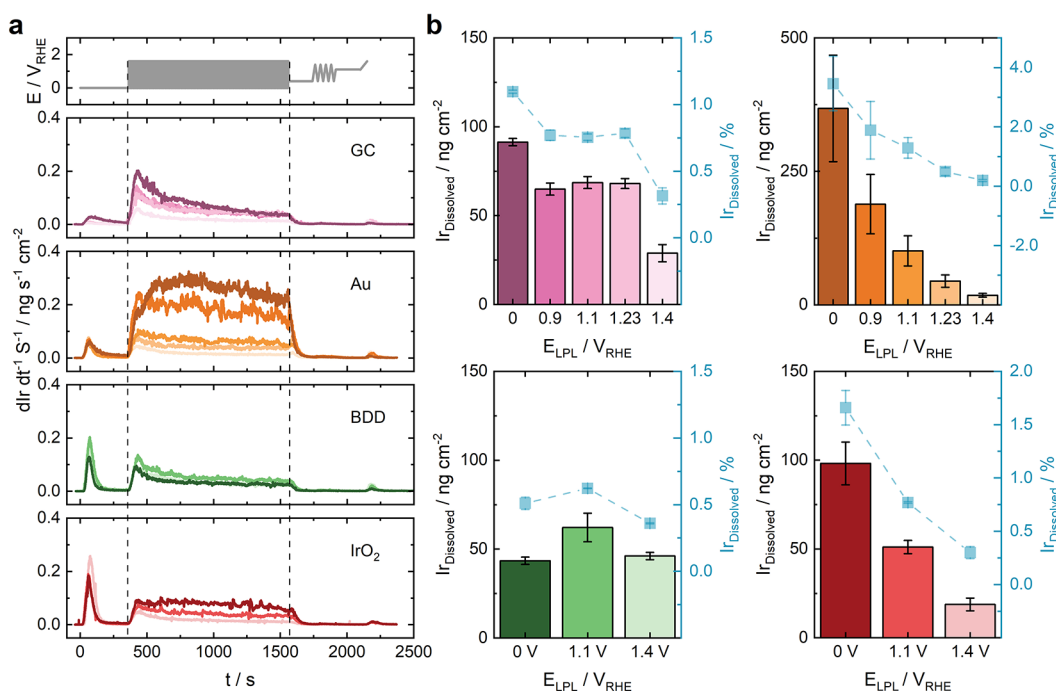 a
E / V_RHE
2
0
dIr dt⁻¹ S⁻¹ / ng s⁻¹ cm⁻²
0.4
0.2
0.0
GC
0.4
0.2
0.0
Au
0.4
0.2
0.0
BDD
0.4
0.2
0.0
IrO₂
0 500 1000 1500 2000 2500
t / s
b
Ir_Dissolved / ng cm⁻²
150
100
50
0
1.5
1.0
0.5
0.0
Ir_Dissolved / %
0 0.9 1.1 1.23 1.4
E_LPL / V_RHE
Ir_Dissolved / ng cm⁻²
500
250
0
4.0
2.0
0.0
-2.0
Ir_Dissolved / %
0 0.9 1.1 1.23 1.4
E_LPL / V_RHE
Ir_Dissolved / ng cm⁻²
150
100
50
0
1.5
1.0
0.5
0.0
Ir_Dissolved / %
0 V 1.1 V 1.4 V
E_LPL / V_RHE
Ir_Dissolved / ng cm⁻²
150
100
50
0
2.0
1.5
1.0
0.5
0.0
Ir_Dissolved / %
0 V 1.1 V 1.4 V
E_LPL / V_RHE